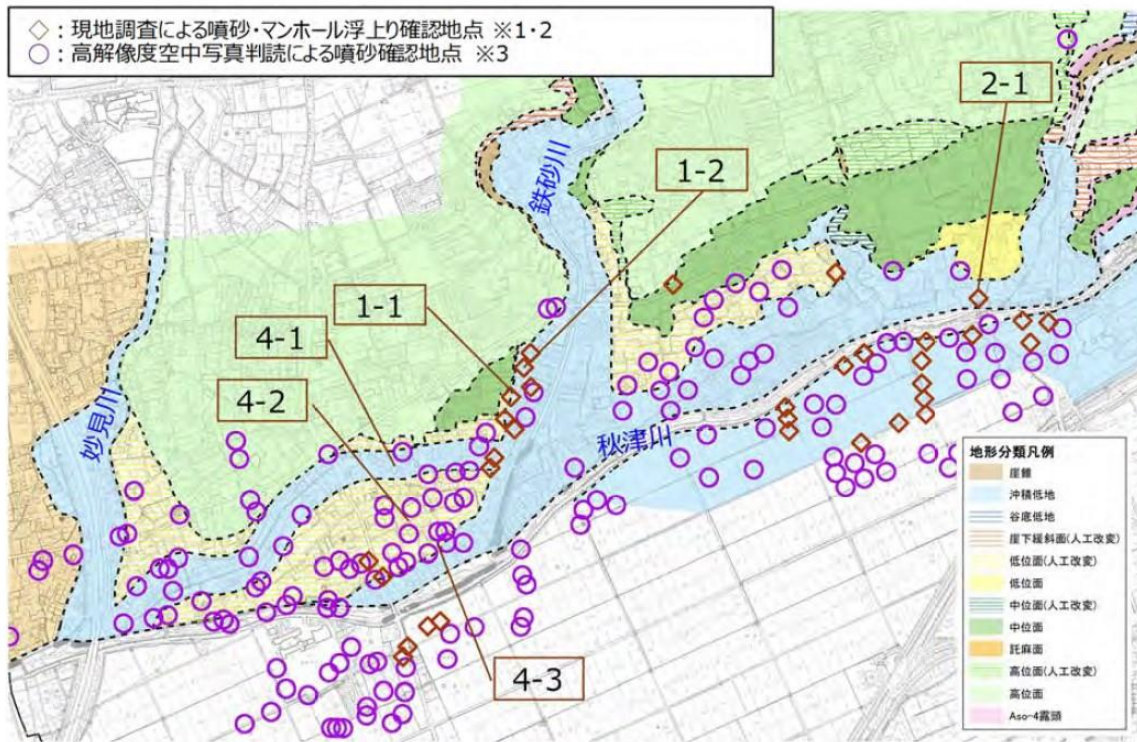 ◇：現地調査による噴砂・マンホール浮上り確認地点 ※1・2
○：高解像度空中写真判読による噴砂確認地点 ※3
2-1
1-2
鉄砂川
1-1
4-1
4-2
妙見川
秋津川
4-3
地形分類凡例
崖錐
沖積低地
谷底低地
崖下緩斜面(人工改変)
低位面(人工改変)
低位面
中位面(人工改変)
中位面
託麻面
高位面(人工改変)
高位面
Aso-4露頭